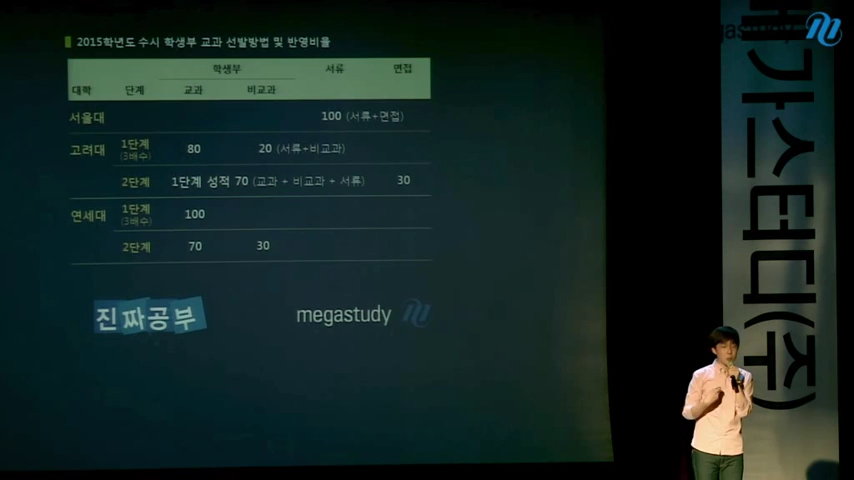 2015학년도 수시 학생부 교과 선발방법 및 반영비율
학생부 서류 면접
대학 단계 교과 비교과
서울대 100 (서류+면접)
고려대 1단계 (3배수) 80 20 (서류+비교과)
2단계 1단계 성적 70 (교과 + 비교과 + 서류) 30
연세대 1단계 (3배수) 100
2단계 70 30
진짜공부
megastudy
megastudy
메가스터디(주)